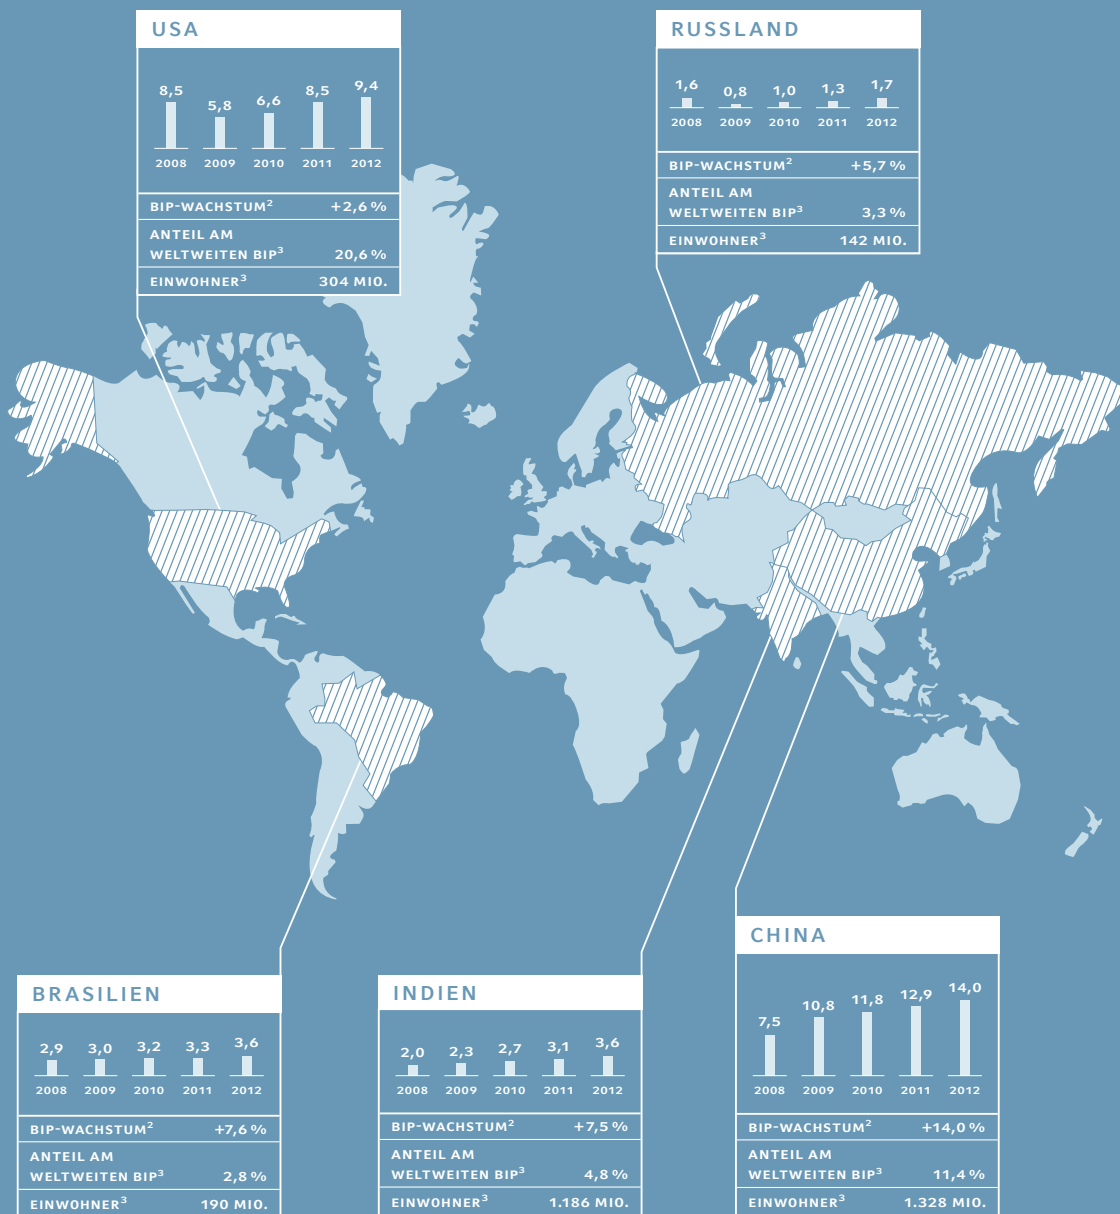 USA
8,5 5,8 6,6 8,5 9,4
2008 2009 2010 2011 2012
BIP-WACHSTUM² +2,6 %
ANTEIL AM
WELTWEITEN BIP³ 20,6 %
EINWOHNER³ 304 MIO.
RUSSLAND
1,6 0,8 1,0 1,3 1,7
2008 2009 2010 2011 2012
BIP-WACHSTUM² +5,7 %
ANTEIL AM
WELTWEITEN BIP³ 3,3 %
EINWOHNER³ 142 MIO.
BRASILIEN
2,9 3,0 3,2 3,3 3,6
2008 2009 2010 2011 2012
BIP-WACHSTUM² +7,6 %
ANTEIL AM
WELTWEITEN BIP³ 2,8 %
EINWOHNER³ 190 MIO.
INDIEN
2,0 2,3 2,7 3,1 3,6
2008 2009 2010 2011 2012
BIP-WACHSTUM² +7,5 %
ANTEIL AM
WELTWEITEN BIP³ 4,8 %
EINWOHNER³ 1.186 MIO.
CHINA
7,5 10,8 11,8 12,9 14,0
2008 2009 2010 2011 2012
BIP-WACHSTUM² +14,0 %
ANTEIL AM
WELTWEITEN BIP³ 11,4 %
EINWOHNER³ 1.328 MIO.